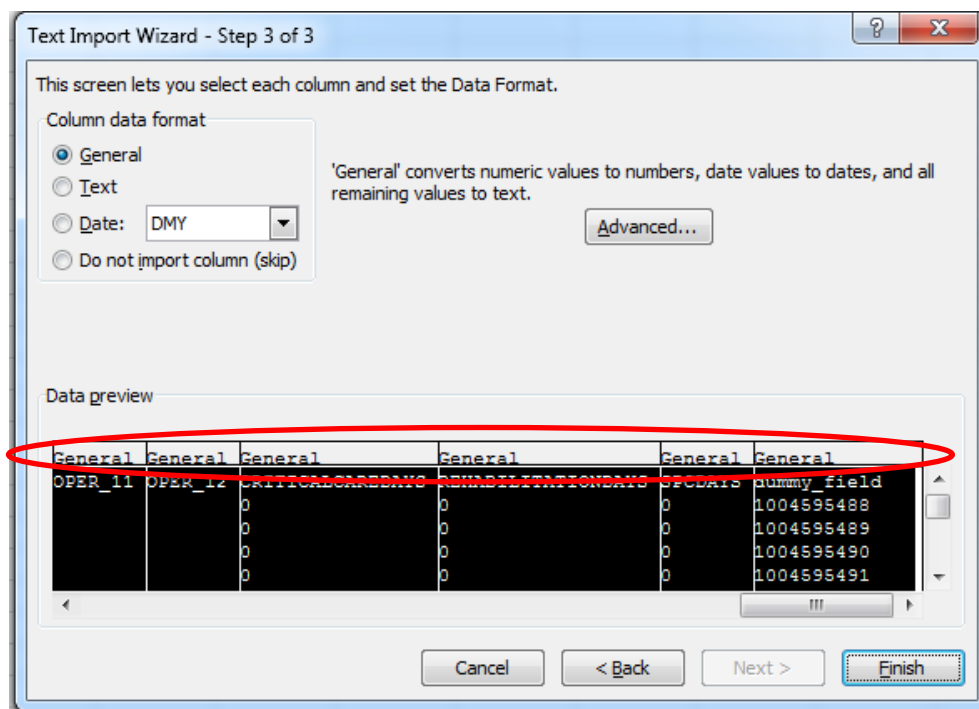 Text Import Wizard - Step 3 of 3
This screen lets you select each column and set the Data Format.
Column data format
General
Text
Date: DMY
Do not import column (skip)
'General' converts numeric values to numbers, date values to dates, and all
remaining values to text.
Advanced...
Data preview
General General General General General General
OPER_11 OPER_12 CRITICALCAREDAYS REHABILITATIONDAYS SPCDAYS dummy_field
0 0 0 1004595488
0 0 0 1004595489
0 0 0 1004595490
0 0 0 1004595491
Cancel < Back Next > Finish